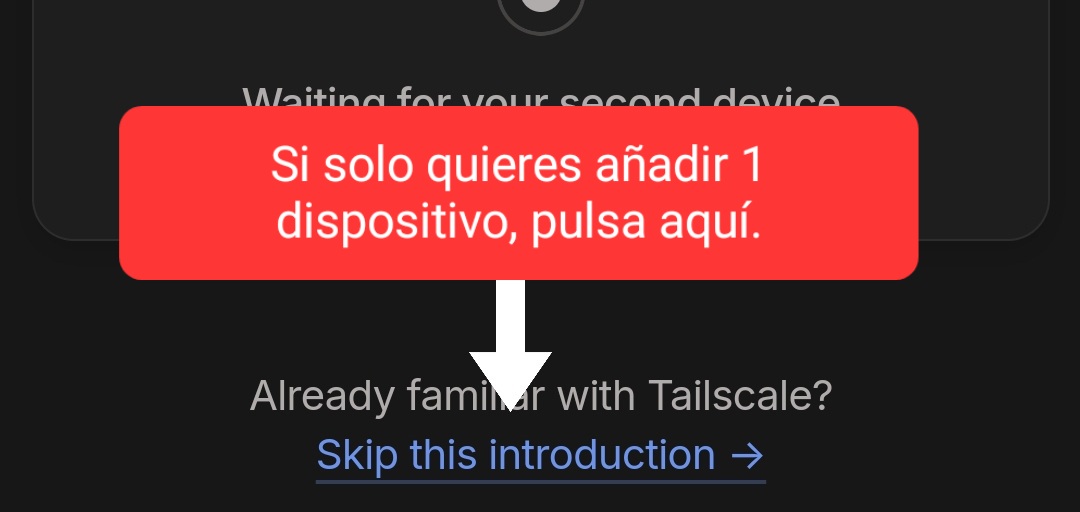 Waiting for your second device
Si solo quieres añadir 1
dispositivo, pulsa aquí.
Already familiar with Tailscale?
Skip this introduction →